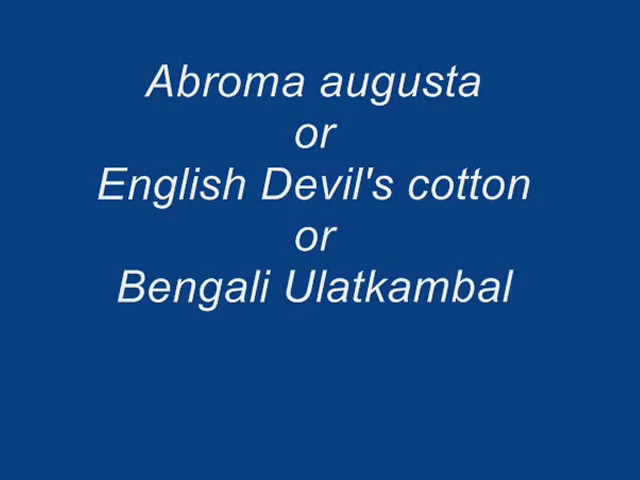 Abroma augusta
or
English Devil's cotton
or
Bengali Ulatkambal